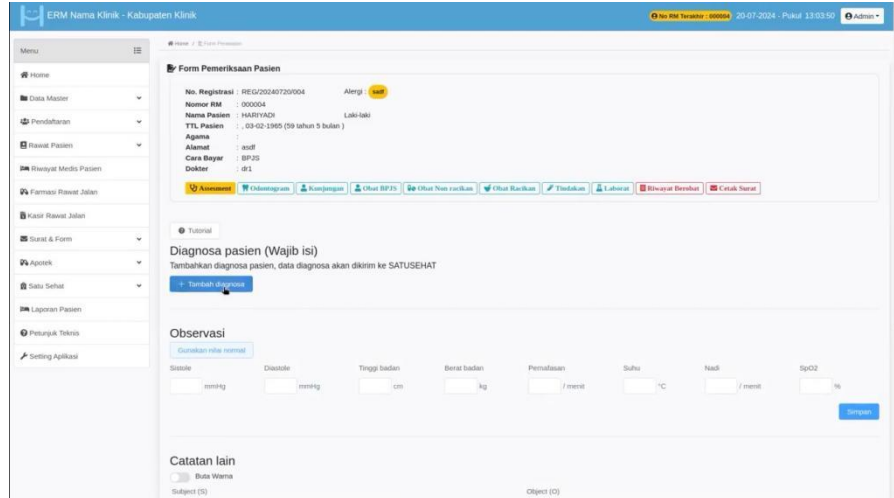 ERM Nama Klinik - Kabupaten Klinik
No RM Terakhir : 000004 20-07-2024 - Pukul 13:03:50 Admin
Menu
Home / Form Pemeriksaan
Home
Data Master
Pendaftaran
Rawat Pasien
Riwayat Medis Pasien
Farmasi Rawat Jalan
Kasir Rawat Jalan
Surat & Form
Apotek
Satu Sehat
Laporan Pasien
Petunjuk Teknis
Setting Aplikasi
Form Pemeriksaan Pasien
No. Registrasi : REG/20240720/004 Alergi :
Nomor RM : 000004
Nama Pasien : HARIYADI Laki-laki
TTL Pasien : , 03-02-1965 (59 tahun 5 bulan )
Agama :
Alamat : asdf
Cara Bayar : BPJS
Dokter : dr1
Assesment Odontogram Kunjungan Obat BPJS Obat Non racikan Obat Racikan Tindakan Laborat Riwayat Berobat Cetak Surat
Tutorial
Diagnosa pasien (Wajib isi)
Tambahkan diagnosa pasien, data diagnosa akan dikirim ke SATUSEHAT
+ Tambah diagnosa
Observasi
Gunakan nilai normal
Sistole Diastole Tinggi badan Berat badan Pernafasan Suhu Nadi SpO2
mmHg mmHg cm kg / menit °C / menit %
Simpan
Catatan lain
Buta Warna
Subject (S) Object (O)